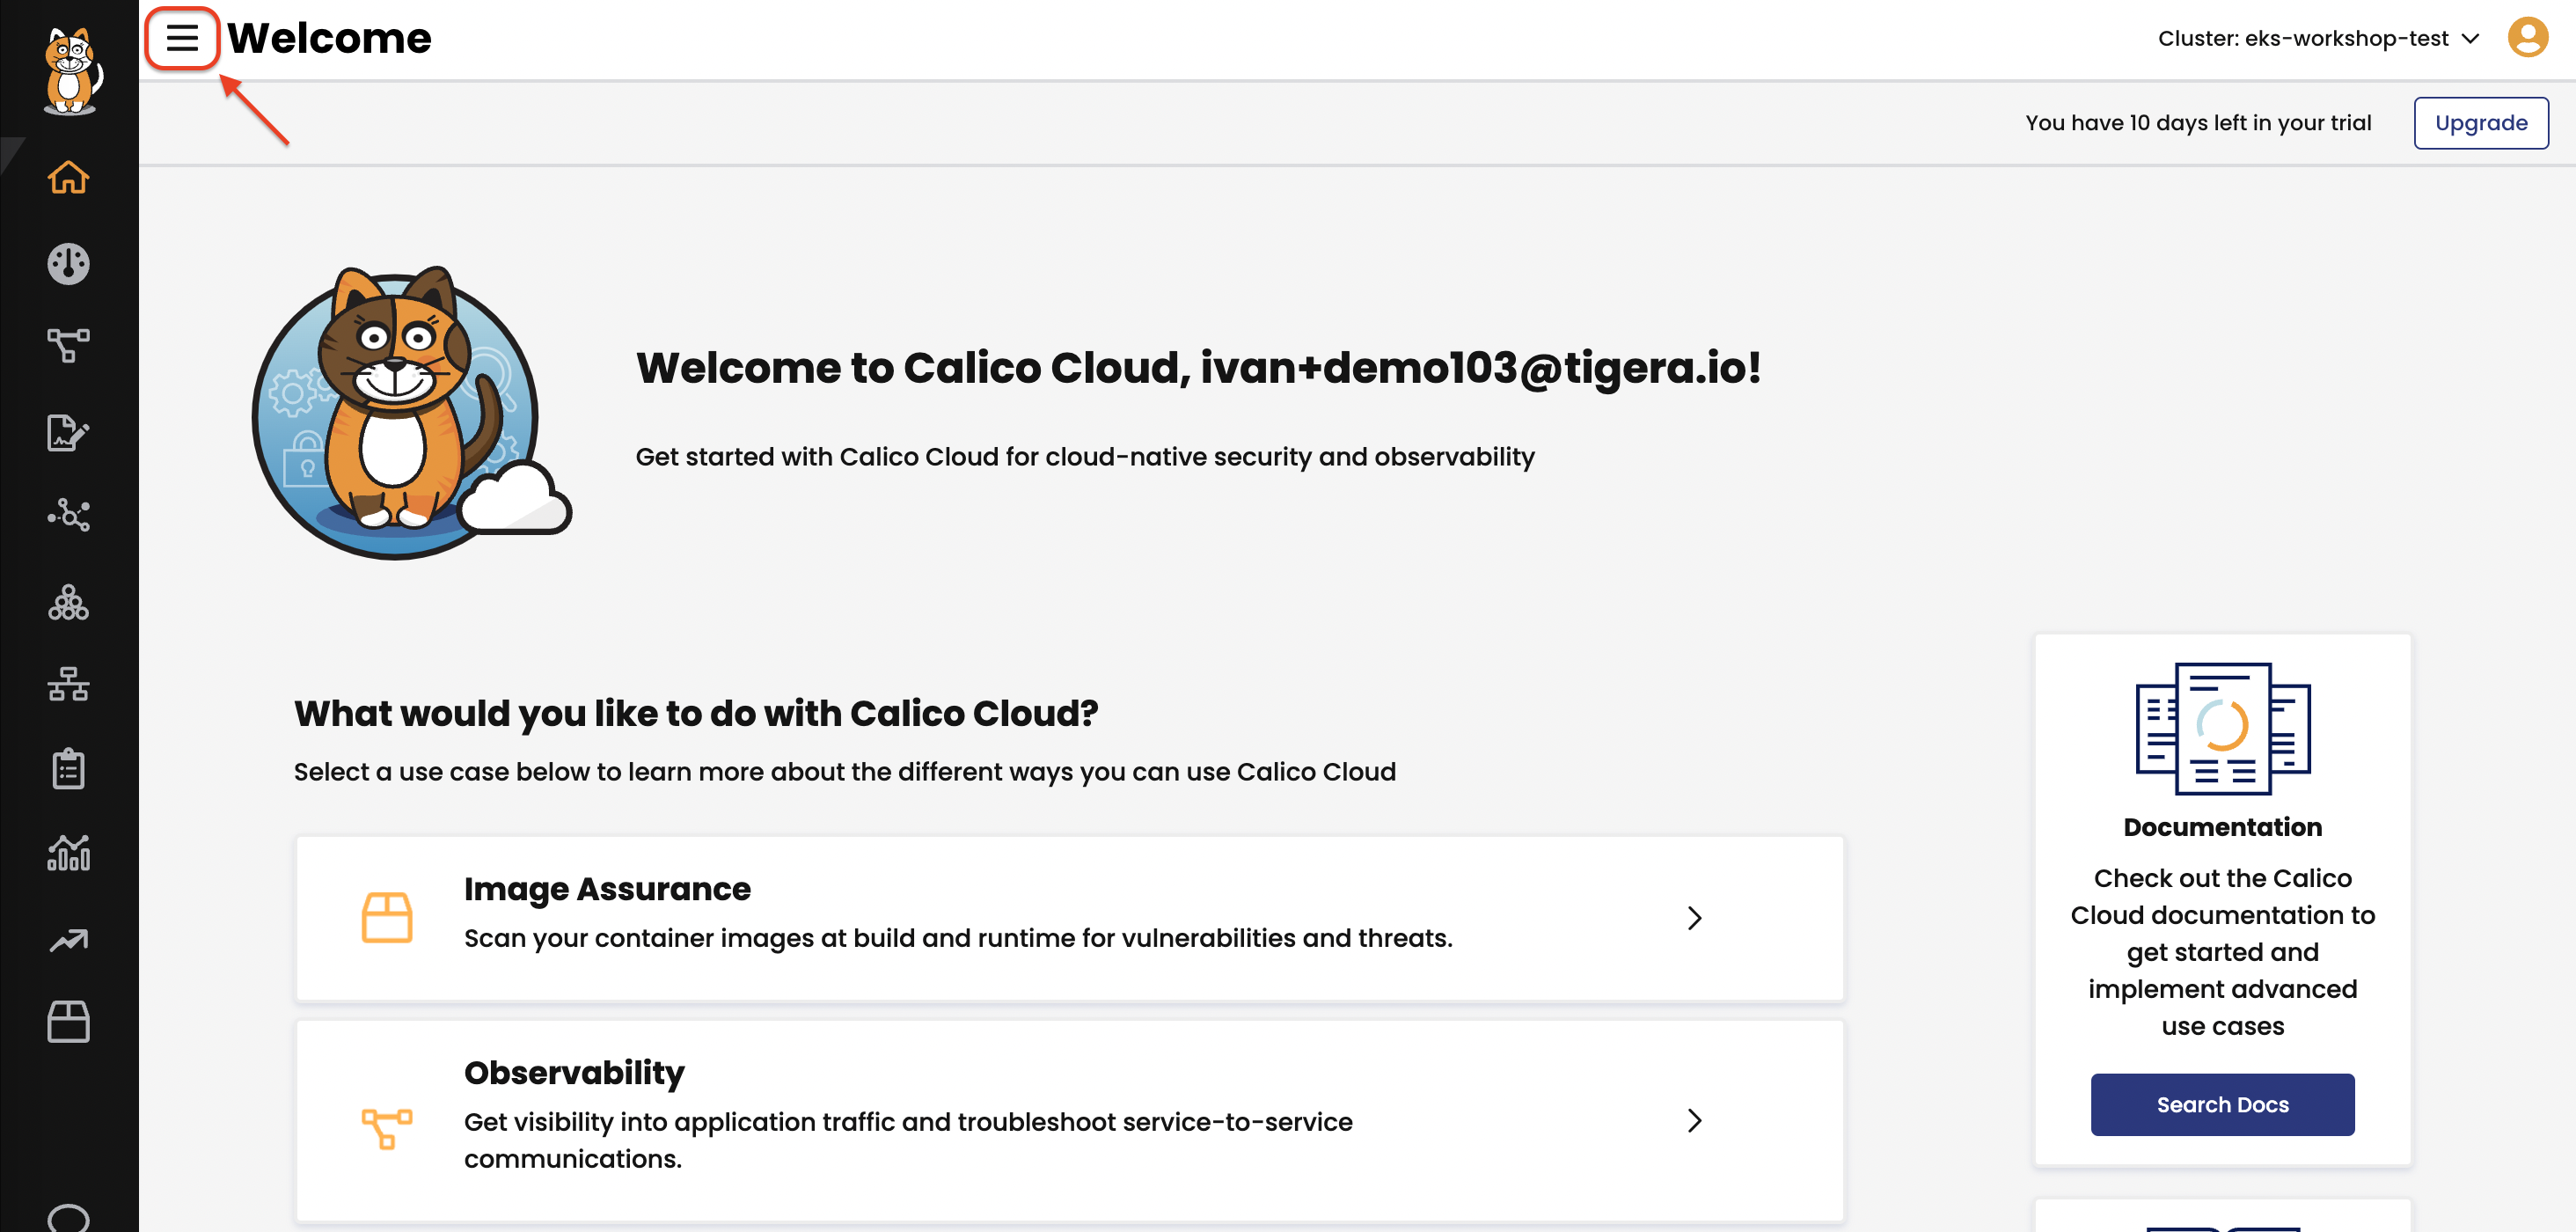 Welcome
Cluster: eks-workshop-test
You have 10 days left in your trial
Upgrade
Welcome to Calico Cloud, ivan+demo103@tigera.io!
Get started with Calico Cloud for cloud-native security and observability
What would you like to do with Calico Cloud?
Select a use case below to learn more about the different ways you can use Calico Cloud
Image Assurance
Scan your container images at build and runtime for vulnerabilities and threats.
Observability
Get visibility into application traffic and troubleshoot service-to-service
communications.
Documentation
Check out the Calico
Cloud documentation to
get started and
implement advanced
use cases
Search Docs